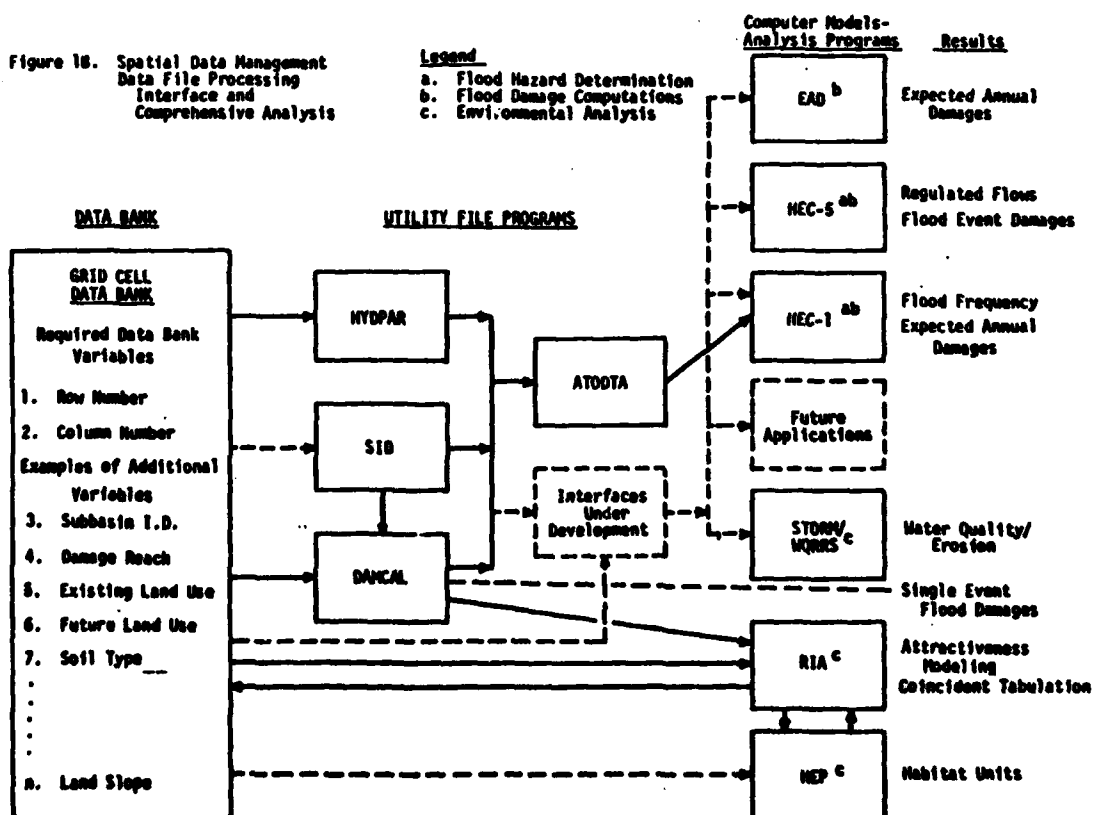 Figure 18. Spatial Data Management
Data File Processing
Interface and
Comprehensive Analysis
Legend
a. Flood Hazard Determination
b. Flood Damage Computations
c. Environmental Analysis
Computer Models-
Analysis Programs
Results
DATA BANK
UTILITY FILE PROGRAMS
GRID CELL
DATA BANK
Required Data Bank
Variables
1. Row Number
2. Column Number
Examples of Additional
Variables
3. Subbasin I.D.
4. Damage Reach
5. Existing Land Use
6. Future Land Use
7. Soil Type
n. Land Slope
HYDPAR
SID
DAMCAL
ATODTA
Interfaces
Under
Development
EAD b
Expected Annual
Damages
HEC-5 ab
Regulated Flows
Flood Event Damages
HEC-1 ab
Flood Frequency
Expected Annual
Damages
Future
Applications
STORM/
WQRRS c
Water Quality/
Erosion
Single Event
Flood Damages
RIA c
Attractiveness
Modeling
Coincident Tabulation
HEP c
Habitat Units